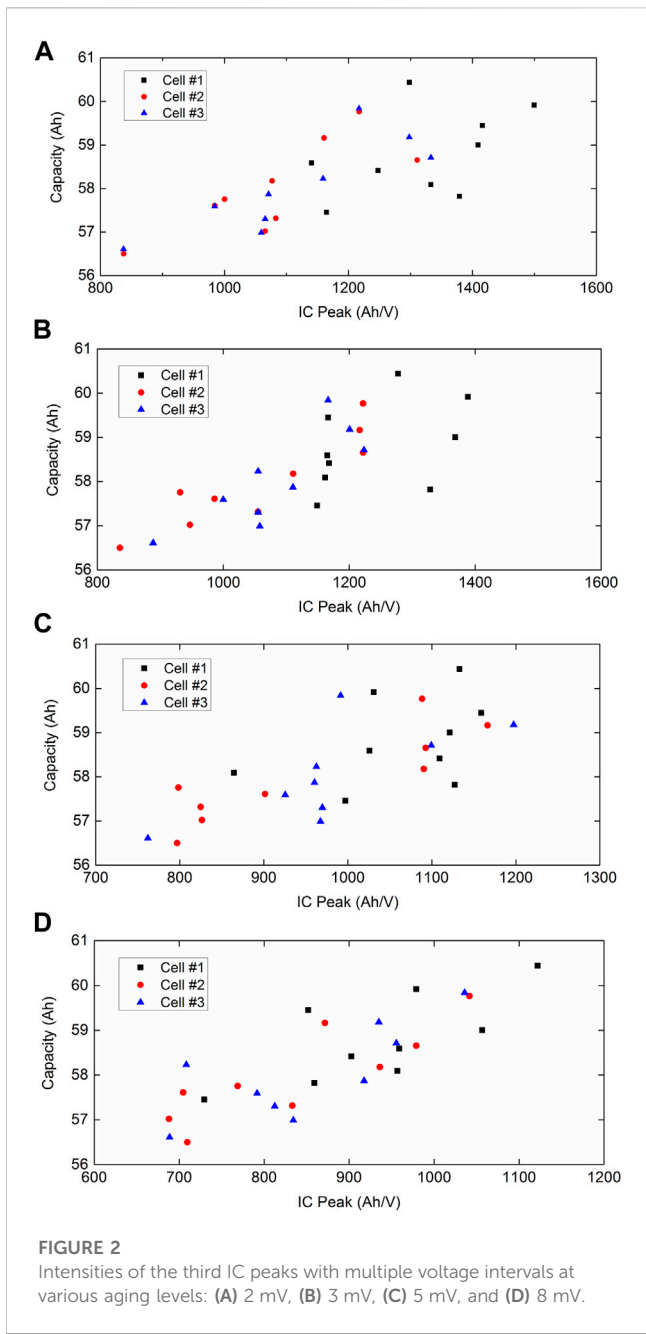 A
61
60
59
58
57
56
Capacity (Ah)
Cell #1
Cell #2
Cell #3
800 1000 1200 1400 1600
IC Peak (Ah/V)
B
61
60
59
58
57
56
Capacity (Ah)
Cell #1
Cell #2
Cell #3
800 1000 1200 1400 1600
IC Peak (Ah/V)
C
61
60
59
58
57
56
Capacity (Ah)
Cell #1
Cell #2
Cell #3
700 800 900 1000 1100 1200 1300
IC Peak (Ah/V)
D
61
60
59
58
57
56
Capacity (Ah)
Cell #1
Cell #2
Cell #3
600 700 800 900 1000 1100 1200
IC Peak (Ah/V)
FIGURE 2
Intensities of the third IC peaks with multiple voltage intervals at
various aging levels: (A) 2 mV, (B) 3 mV, (C) 5 mV, and (D) 8 mV.